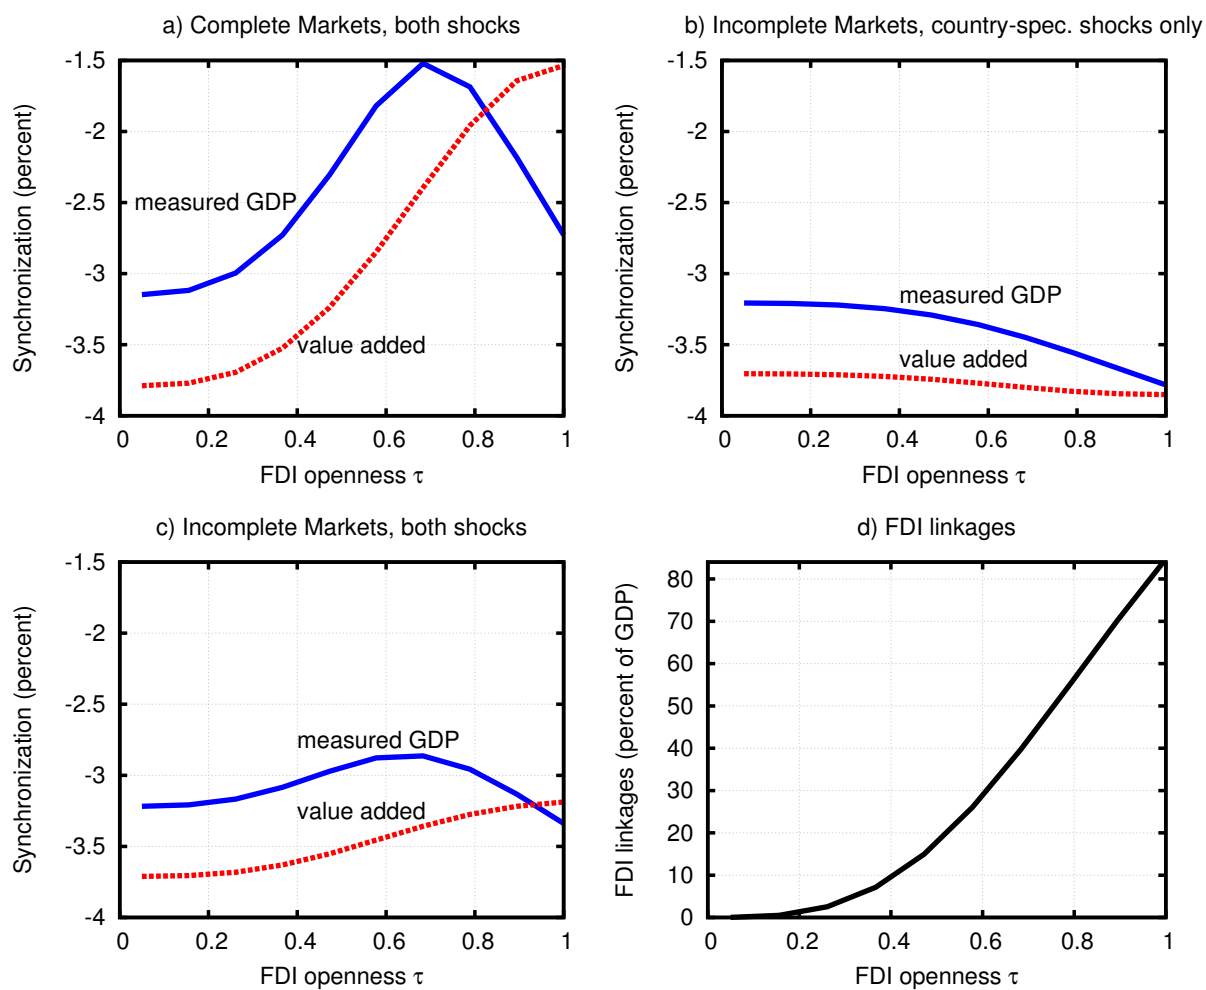 a) Complete Markets, both shocks
Synchronization (percent)
-1.5
-2
-2.5
-3
-3.5
-4
measured GDP
value added
0
0.2
0.4
0.6
0.8
1
FDI openness τ
b) Incomplete Markets, country-spec. shocks only
Synchronization (percent)
-1.5
-2
-2.5
-3
-3.5
-4
measured GDP
value added
0
0.2
0.4
0.6
0.8
1
FDI openness τ
c) Incomplete Markets, both shocks
Synchronization (percent)
-1.5
-2
-2.5
-3
-3.5
-4
measured GDP
value added
0
0.2
0.4
0.6
0.8
1
FDI openness τ
d) FDI linkages
FDI linkages (percent of GDP)
80
70
60
50
40
30
20
10
0
0
0.2
0.4
0.6
0.8
1
FDI openness τ